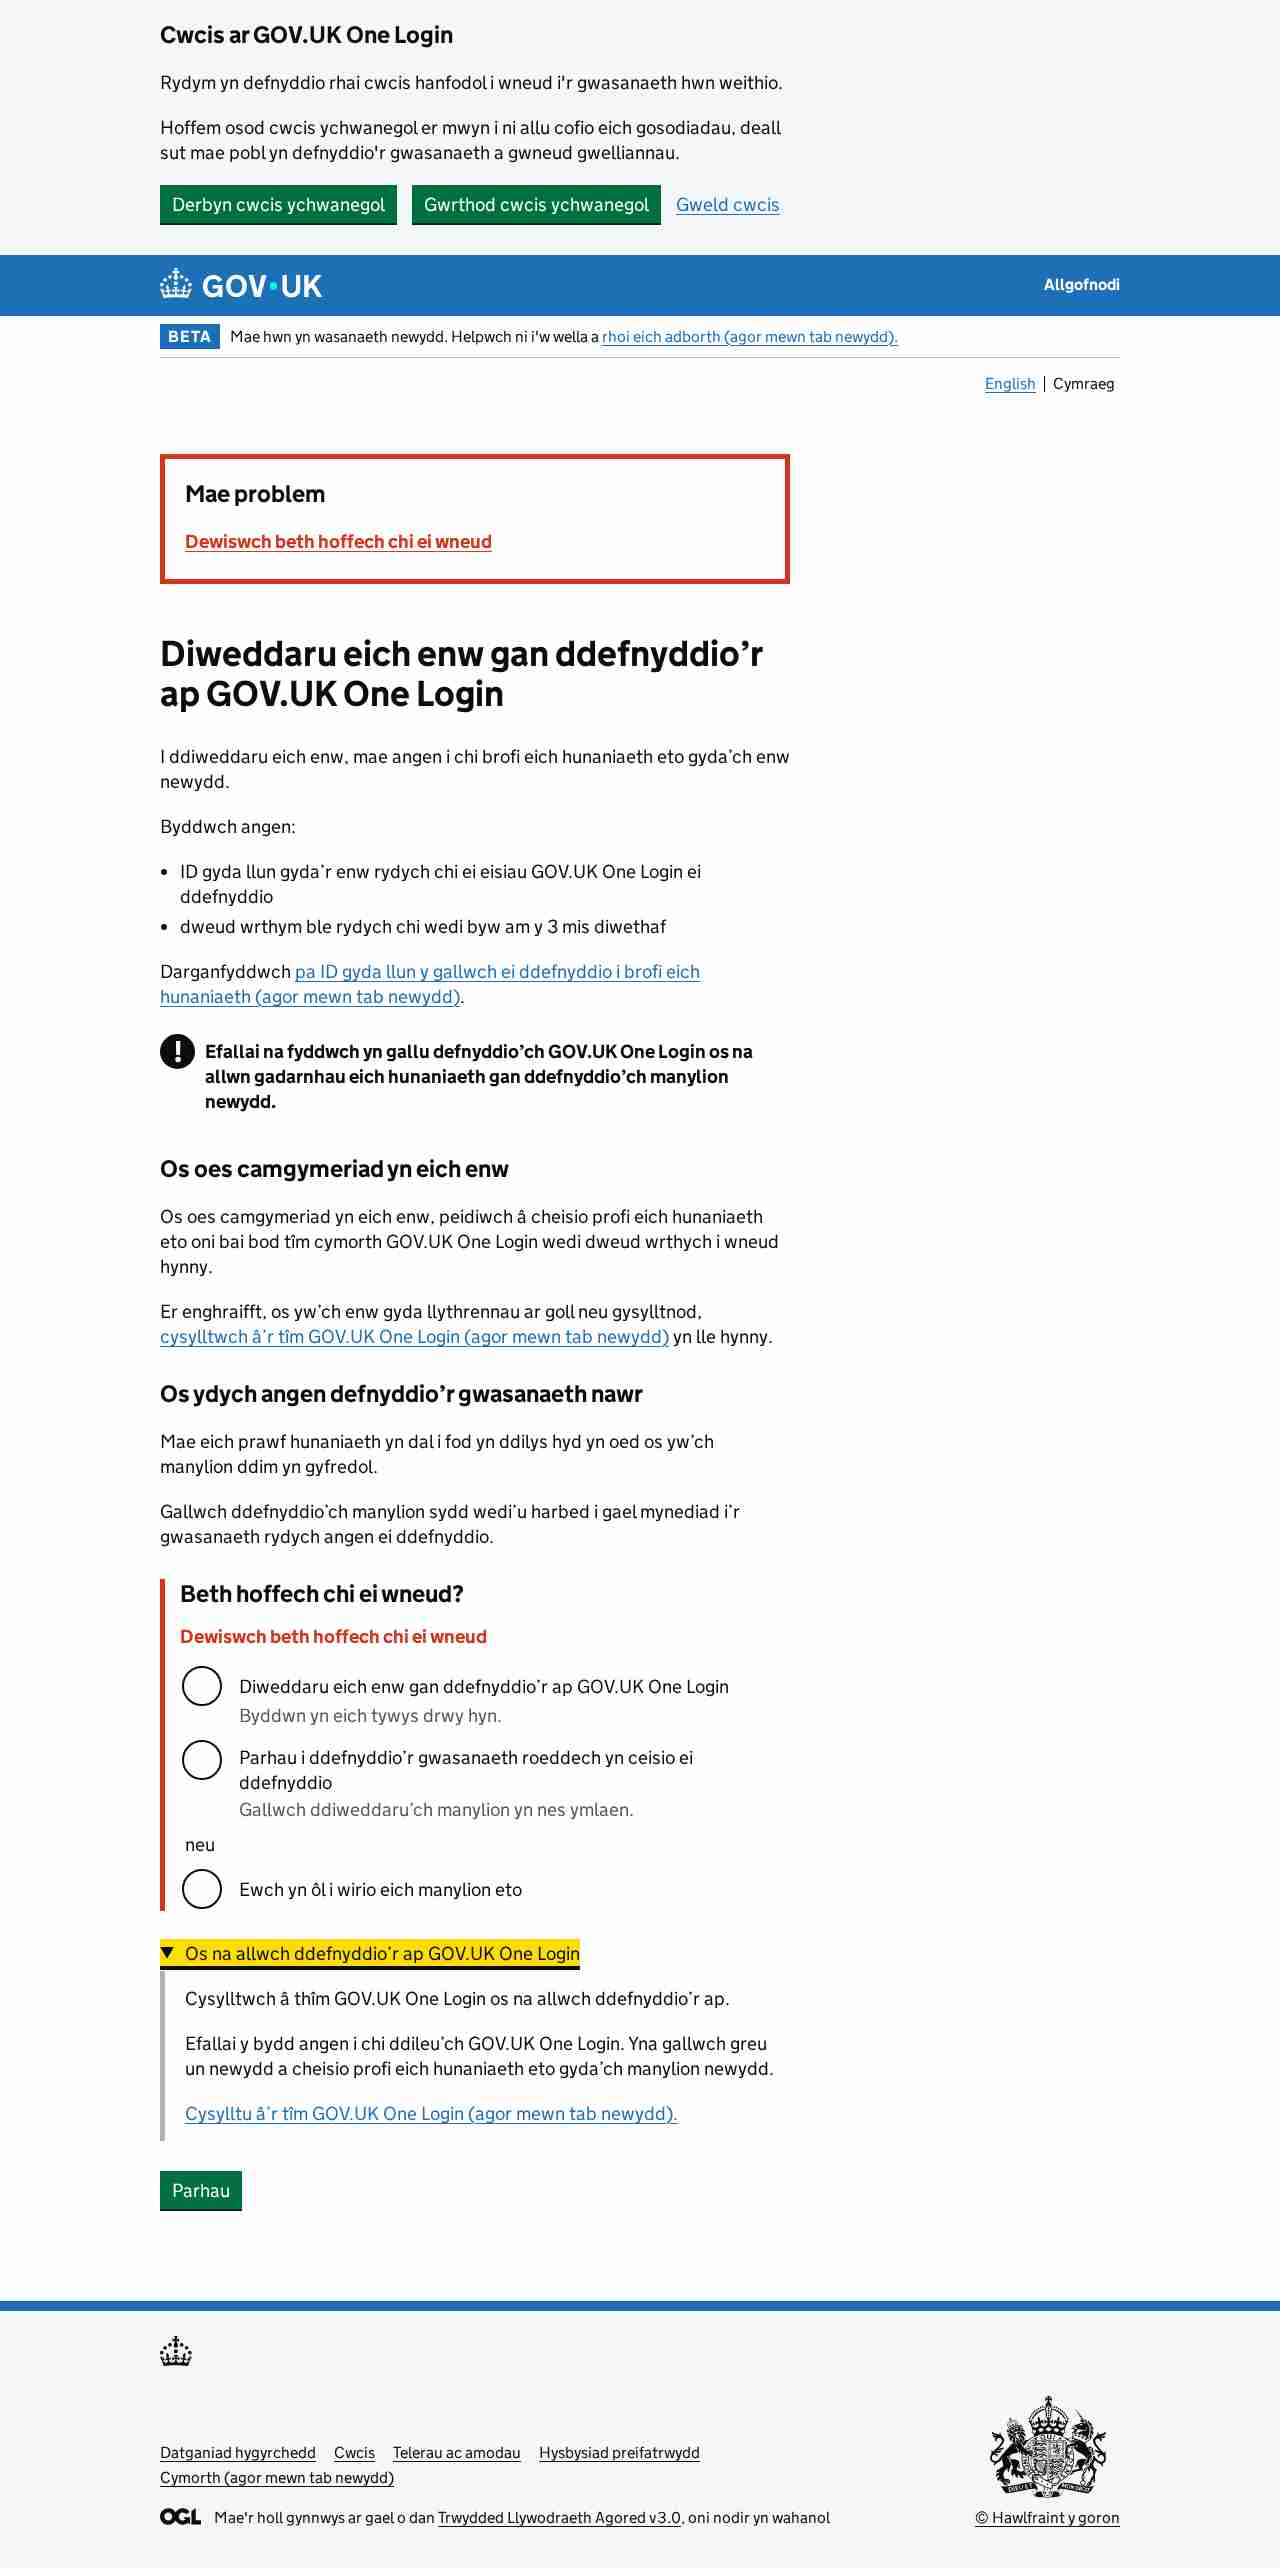 Cwcis ar GOV.UK One Login
Rydym yn defnyddio rhai cwcis hanfodol i wneud i'r gwasanaeth hwn weithio.
Hoffem osod cwcis ychwanegol er mwyn i ni allu cofio eich gosodiadau, deall
sut mae pobl yn defnyddio'r gwasanaeth a gwneud gwelliannau.
Derbyn cwcis ychwanegol Gwrthod cwcis ychwanegol Gweld cwcis
GOV·UK Allgofnodi
BETA Mae hwn yn wasanaeth newydd. Helpwch ni i'w wella a rhoi eich adborth (agor mewn tab newydd).
English Cymraeg
Mae problem
Dewiswch beth hoffech chi ei wneud
Diweddaru eich enw gan ddefnyddio’r
ap GOV.UK One Login
I ddiweddaru eich enw, mae angen i chi brofi eich hunaniaeth eto gyda’ch enw
newydd.
Byddwch angen:
• ID gyda llun gyda’r enw rydych chi ei eisiau GOV.UK One Login ei
ddefnyddio
• dweud wrthym ble rydych chi wedi byw am y 3 mis diwethaf
Darganfyddwch pa ID gyda llun y gallwch ei ddefnyddio i brofi eich
hunaniaeth (agor mewn tab newydd).
! Efallai na fyddwch yn gallu defnyddio’ch GOV.UK One Login os na
allwn gadarnhau eich hunaniaeth gan ddefnyddio’ch manylion
newydd.
Os oes camgymeriad yn eich enw
Os oes camgymeriad yn eich enw, peidiwch â cheisio profi eich hunaniaeth
eto oni bai bod tîm cymorth GOV.UK One Login wedi dweud wrthych i wneud
hynny.
Er enghraifft, os yw’ch enw gyda llythrennau ar goll neu gysylltnod,
cysylltwch â’r tîm GOV.UK One Login (agor mewn tab newydd) yn lle hynny.
Os ydych angen defnyddio’r gwasanaeth nawr
Mae eich prawf hunaniaeth yn dal i fod yn ddilys hyd yn oed os yw’ch
manylion ddim yn gyfredol.
Gallwch ddefnyddio’ch manylion sydd wedi’u harbed i gael mynediad i’r
gwasanaeth rydych angen ei ddefnyddio.
Beth hoffech chi ei wneud?
Dewiswch beth hoffech chi ei wneud
Diweddaru eich enw gan ddefnyddio’r ap GOV.UK One Login
Byddwn yn eich tywys drwy hyn.
Parhau i ddefnyddio’r gwasanaeth roeddech yn ceisio ei
ddefnyddio
Gallwch ddiweddaru’ch manylion yn nes ymlaen.
neu
Ewch yn ôl i wirio eich manylion eto
Os na allwch ddefnyddio’r ap GOV.UK One Login
Cysylltwch â thîm GOV.UK One Login os na allwch ddefnyddio’r ap.
Efallai y bydd angen i chi ddileu’ch GOV.UK One Login. Yna gallwch greu
un newydd a cheisio profi eich hunaniaeth eto gyda’ch manylion newydd.
Cysylltu â’r tîm GOV.UK One Login (agor mewn tab newydd).
Parhau
Datganiad hygyrchedd Cwcis Telerau ac amodau Hysbysiad preifatrwydd
Cymorth (agor mewn tab newydd)
OGL Mae'r holl gynnwys ar gael o dan Trwydded Llywodraeth Agored v3.0, oni nodir yn wahanol
© Hawlfraint y goron